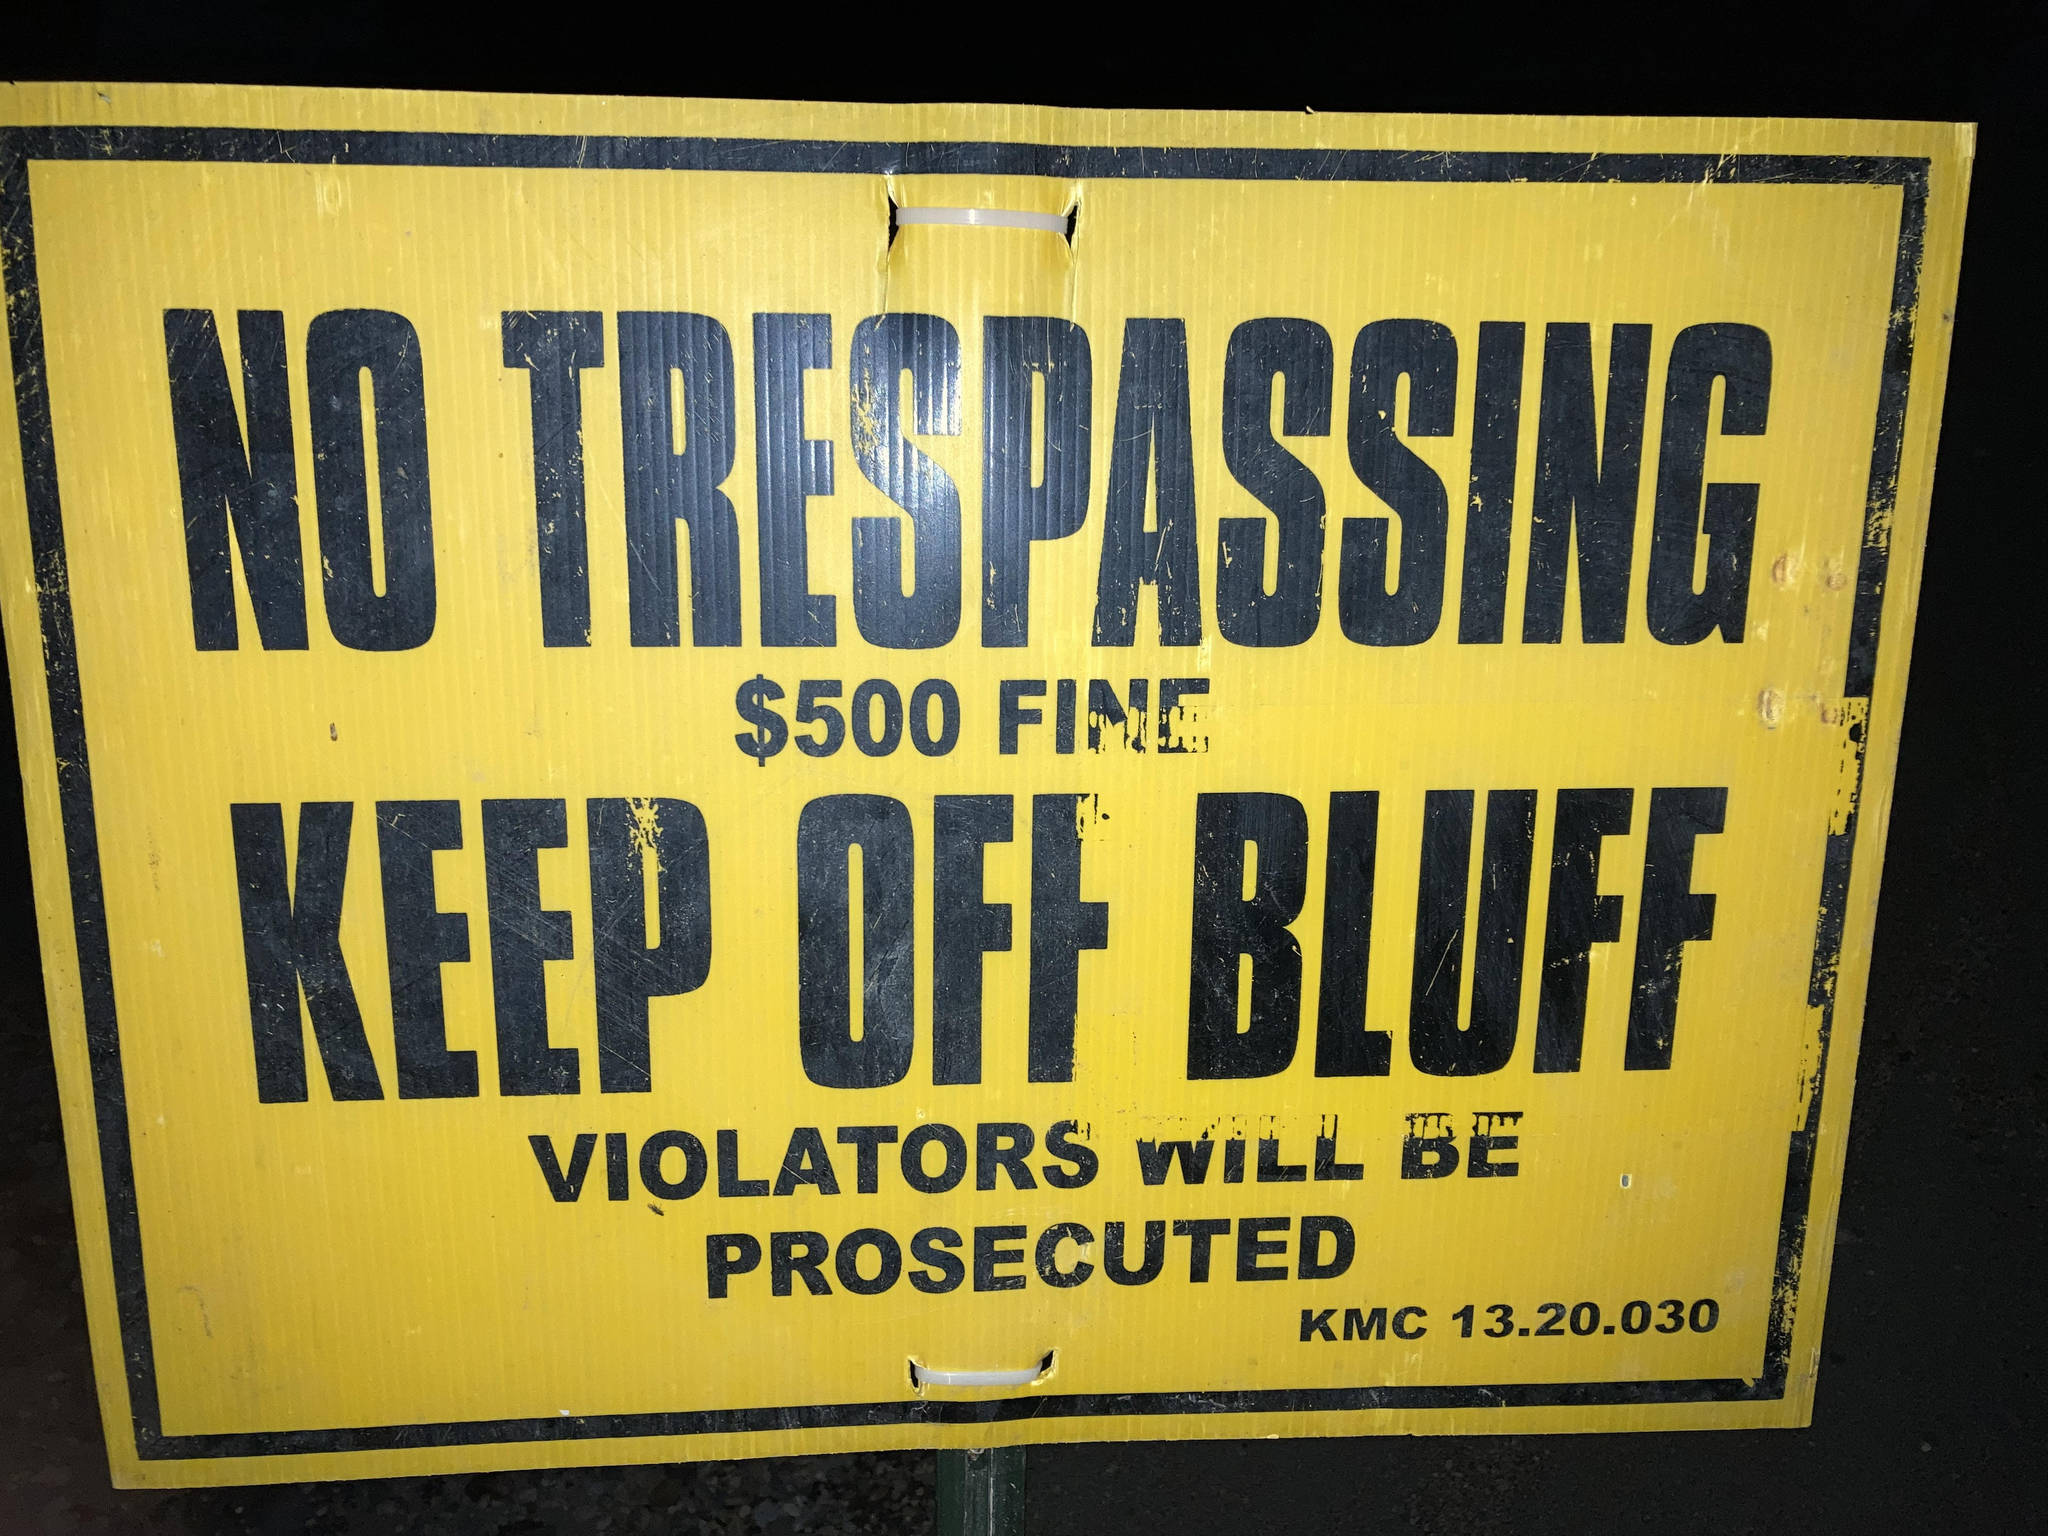 NO TRESPASSING
$500 FINE
KEEP OFF BLUFF
VIOLATORS WILL BE
PROSECUTED
KMC 13.20.030